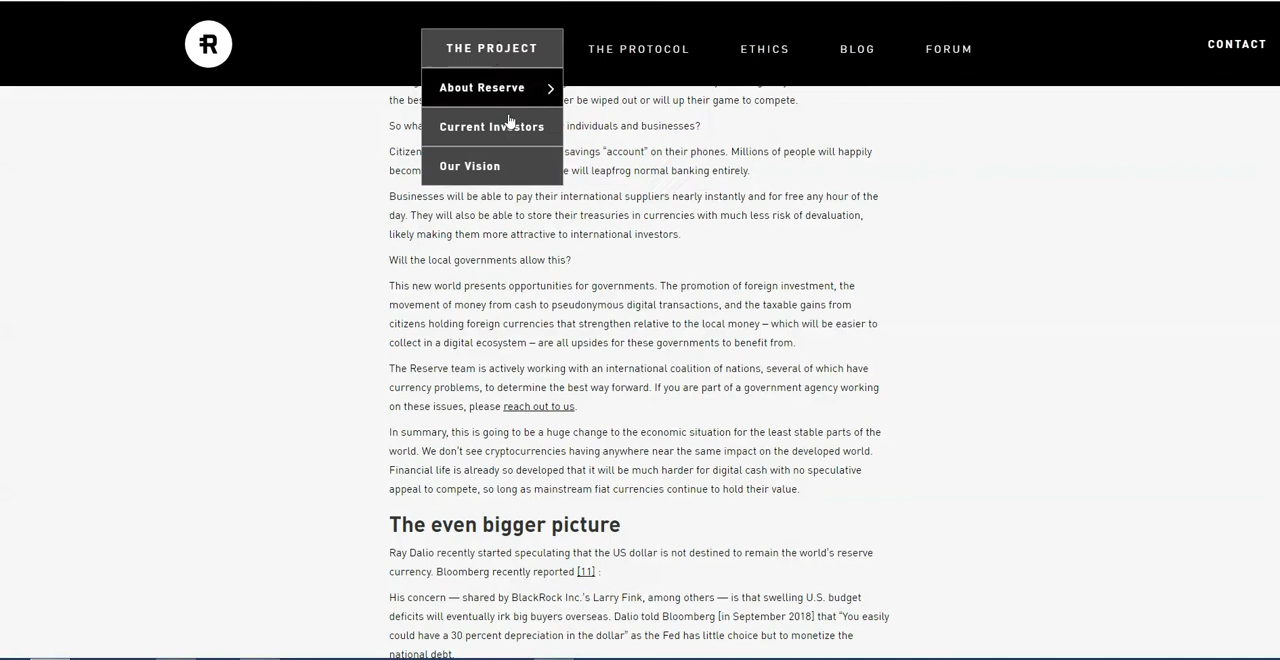 THE PROJECT
THE PROTOCOL
ETHICS
BLOG
FORUM
CONTACT
About Reserve
Current Investors
Our Vision
the bes er be wiped out or will up their game to compete.
So wha individuals and businesses?
Citizen savings “account” on their phones. Millions of people will happily
becom e will leapfrog normal banking entirely.
Businesses will be able to pay their international suppliers nearly instantly and for free any hour of the
day. They will also be able to store their treasuries in currencies with much less risk of devaluation,
likely making them more attractive to international investors.
Will the local governments allow this?
This new world presents opportunities for governments. The promotion of foreign investment, the
movement of money from cash to pseudonymous digital transactions, and the taxable gains from
citizens holding foreign currencies that strengthen relative to the local money – which will be easier to
collect in a digital ecosystem – are all upsides for these governments to benefit from.
The Reserve team is actively working with an international coalition of nations, several of which have
currency problems, to determine the best way forward. If you are part of a government agency working
on these issues, please reach out to us.
In summary, this is going to be a huge change to the economic situation for the least stable parts of the
world. We don’t see cryptocurrencies having anywhere near the same impact on the developed world.
Financial life is already so developed that it will be much harder for digital cash with no speculative
appeal to compete, so long as mainstream fiat currencies continue to hold their value.
The even bigger picture
Ray Dalio recently started speculating that the US dollar is not destined to remain the world’s reserve
currency. Bloomberg recently reported [11] :
His concern — shared by BlackRock Inc.’s Larry Fink, among others — is that swelling U.S. budget
deficits will eventually irk big buyers overseas. Dalio told Bloomberg [in September 2018] that “You easily
could have a 30 percent depreciation in the dollar” as the Fed has little choice but to monetize the
national debt.